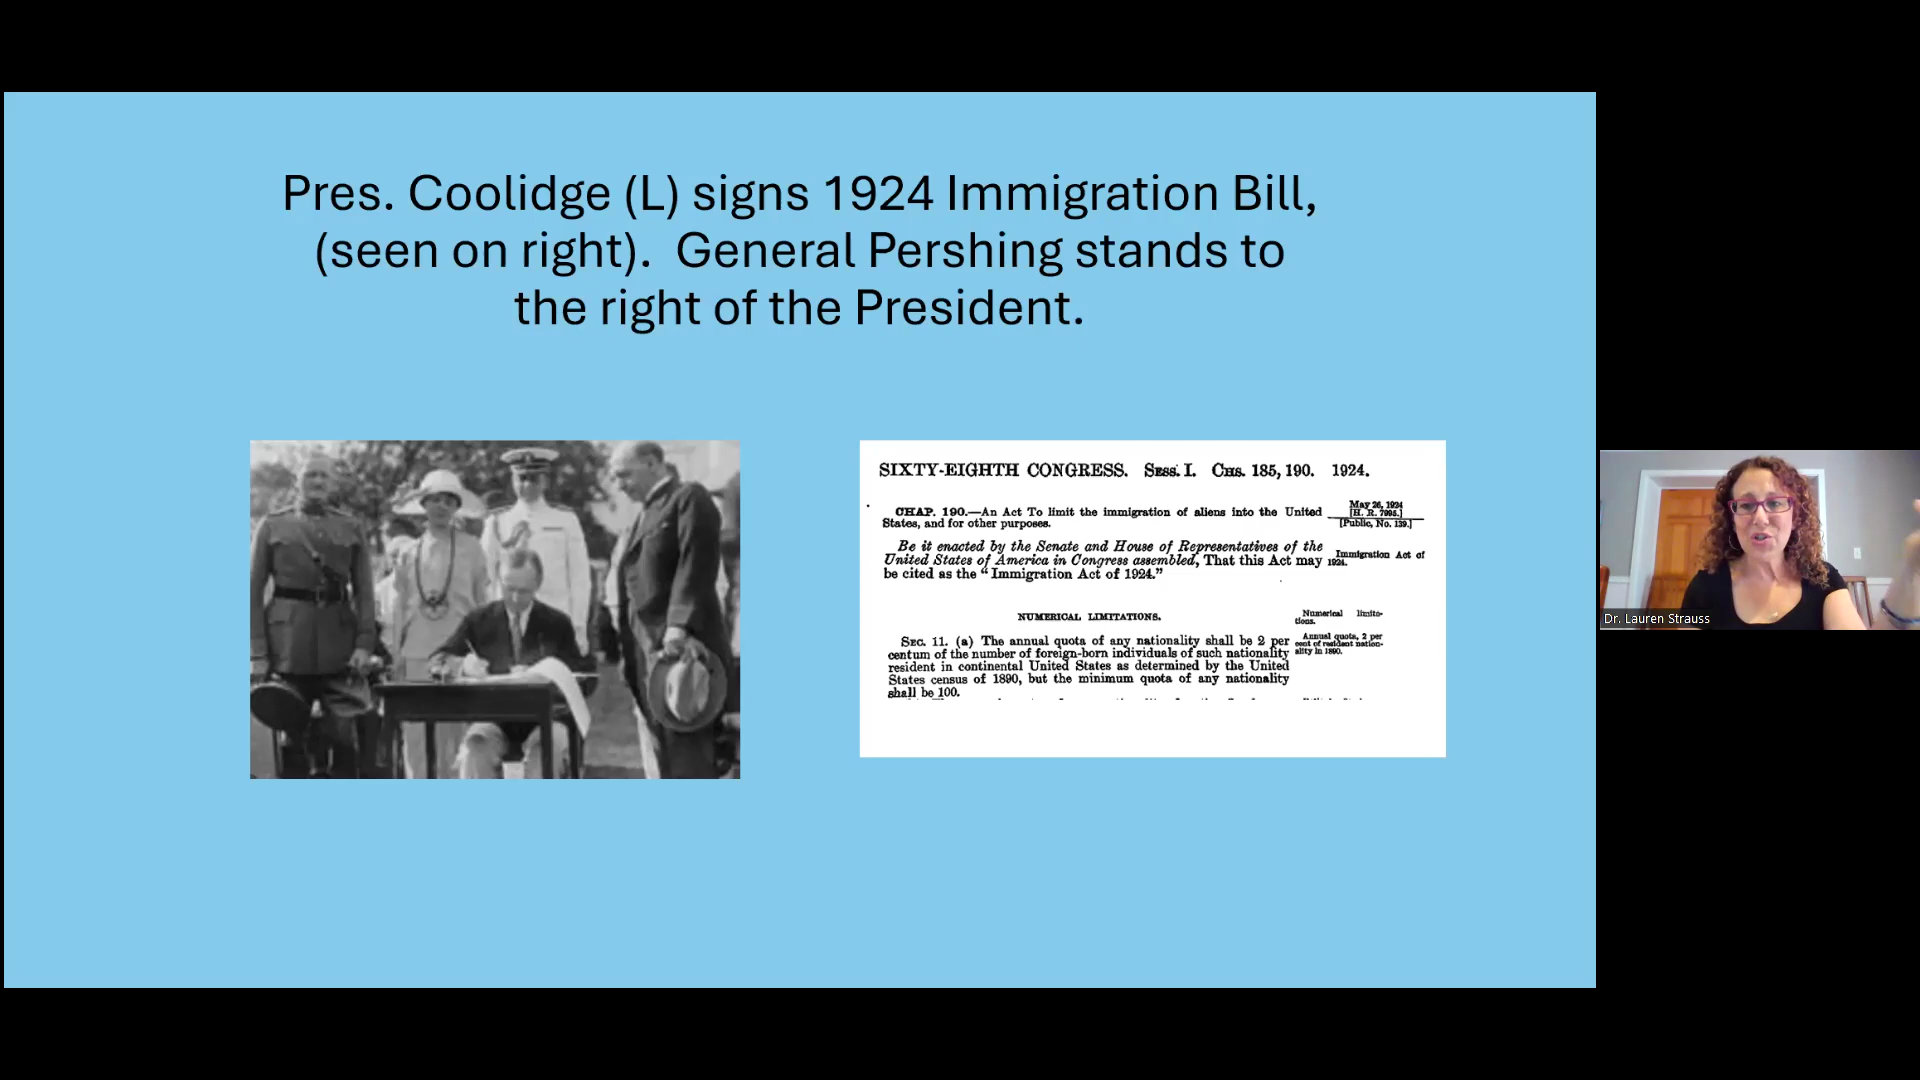 Pres. Coolidge (L) signs 1924 Immigration Bill,
(seen on right).  General Pershing stands to
the right of the President.
SIXTY-EIGHTH CONGRESS. SESS. I. CHS. 185, 190. 1924.
CHAP. 190.—An Act To limit the immigration of aliens into the United
States, and for other purposes.
May 26, 1924
[H. R. 7995.]
[Public, No. 139.]
Be it enacted by the Senate and House of Representatives of the
United States of America in Congress assembled, That this Act may
be cited as the “Immigration Act of 1924.”
Immigration Act of
1924.
NUMERICAL LIMITATIONS.
Numerical limita-
tions.
SEC. 11. (a) The annual quota of any nationality shall be 2 per
centum of the number of foreign-born individuals of such nationality
resident in continental United States as determined by the United
States census of 1890, but the minimum quota of any nationality
shall be 100.
Annual quota, 2 per
cent of resident nation-
ality in 1890.
Dr. Lauren Strauss